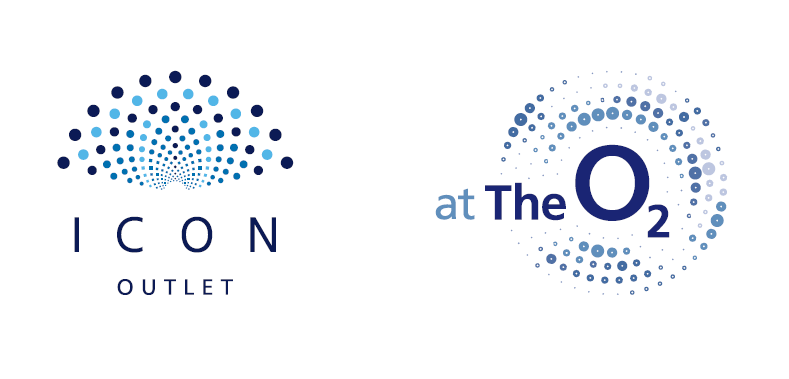 ICON
OUTLET
at The O2